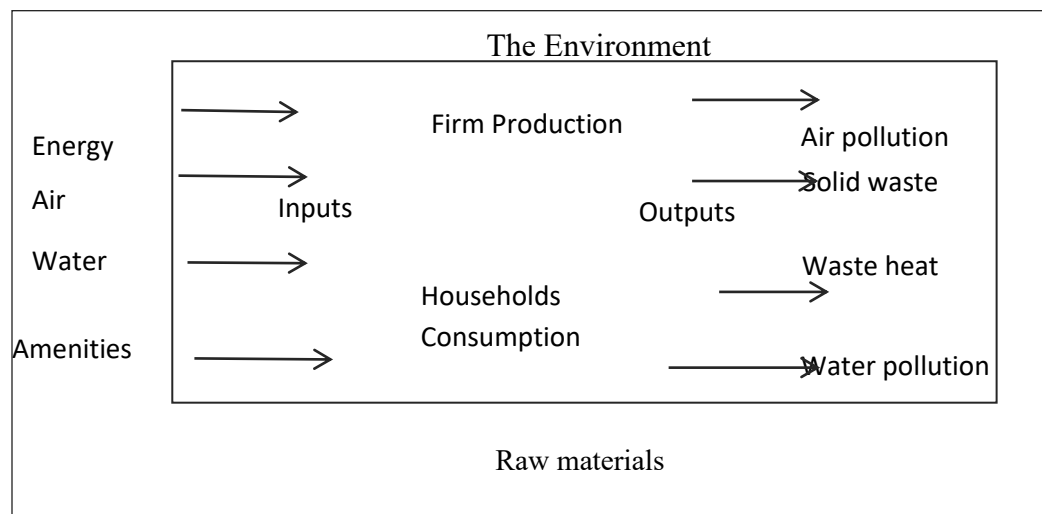 The Environment
Firm Production
Energy
Air pollution
Solid waste
Air
Inputs
Outputs
Water
Waste heat
Households
Consumption
Amenities
Water pollution
Raw materials